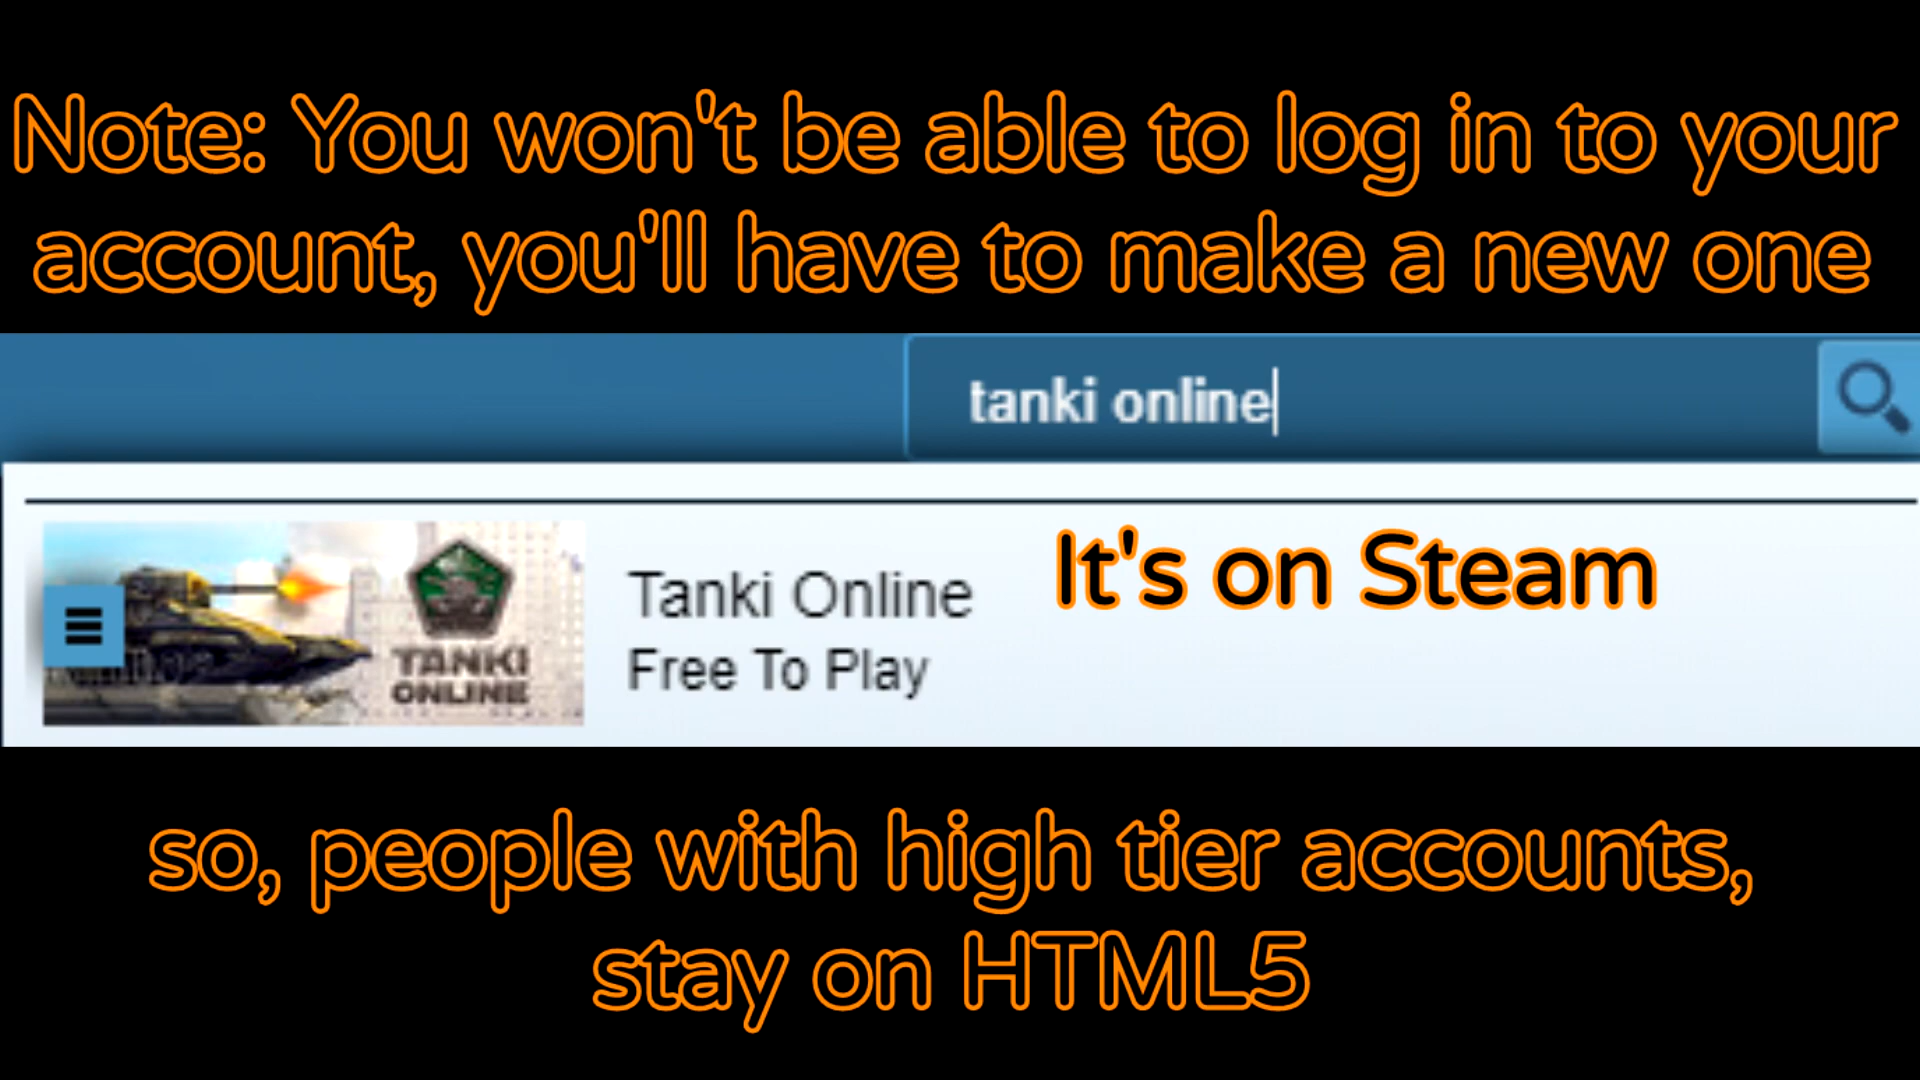 Note: You won't be able to log in to your
account, you'll have to make a new one
tanki online
It's on Steam
Tanki Online
Free To Play
TANKI
ONLINE
so, people with high tier accounts,
stay on HTML5